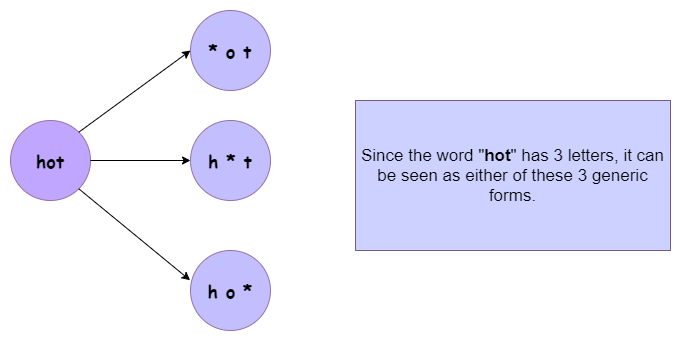 * o t
hot
h * t
h o *
Since the word "hot" has 3 letters, it can
be seen as either of these 3 generic
forms.